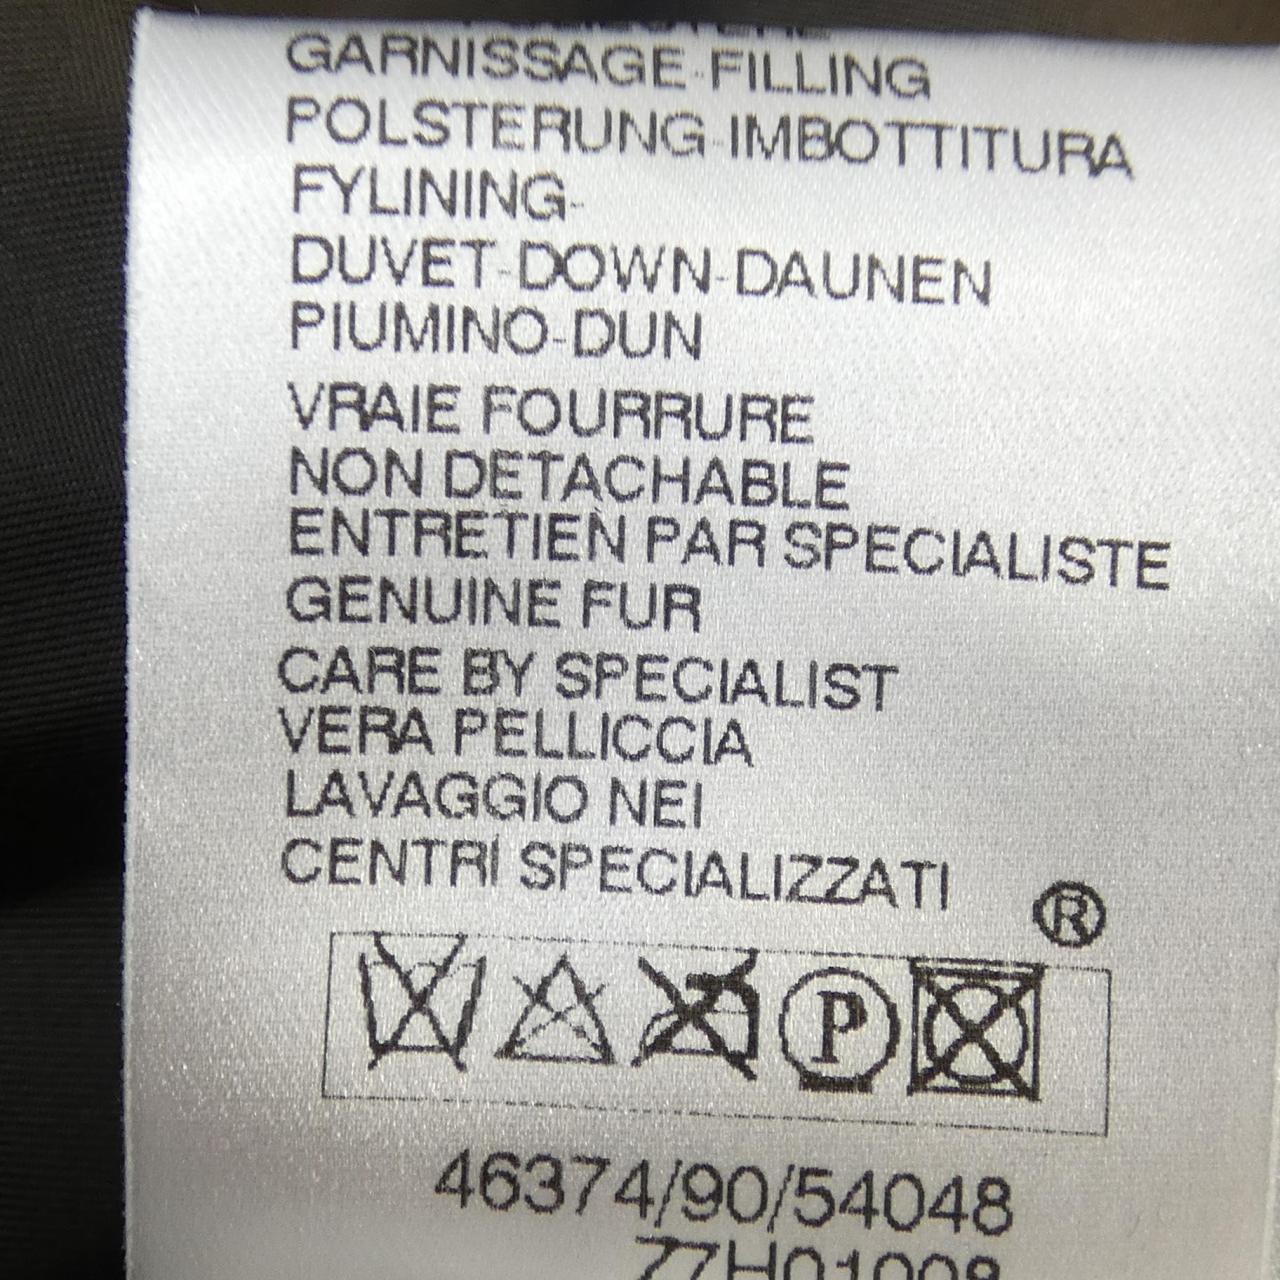 GARNISSAGE-FILLING
POLSTERUNG-IMBOTTITURA
FYLINING-
DUVET-DOWN-DAUNEN
PIUMINO-DUN
VRAIE FOURRURE
NON DETACHABLE
ENTRETIEN PAR SPECIALISTE
GENUINE FUR
CARE BY SPECIALIST
VERA PELLICCIA
LAVAGGIO NEI
CENTRI SPECIALIZZATI
®
P
46374/90/54048